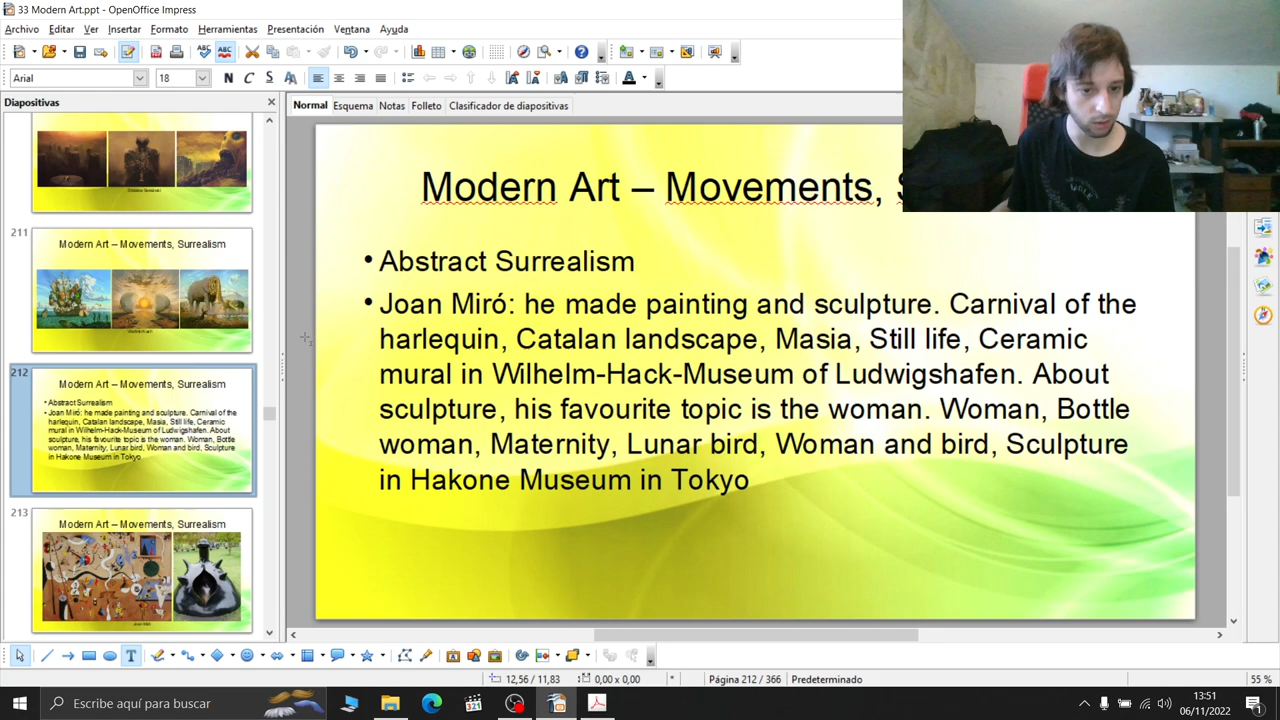 33 Modern Art.ppt - OpenOffice Impress
Archivo Editar Ver Insertar Formato Herramientas Presentación Ventana Ayuda
Arial 18 N C S A
Diapositivas
Normal Esquema Notas Folleto Clasificador de diapositivas
211
Modern Art – Movements, Surrealism
212
Modern Art – Movements, Surrealism
Abstract Surrealism
Joan Miró: he made painting and sculpture. Carnival of the
harlequin, Catalan landscape, Masia, Still life, Ceramic
mural in Wilhelm-Hack-Museum of Ludwigshafen. About
sculpture, his favourite topic is the woman. Woman, Bottle
woman, Maternity, Lunar bird, Woman and bird, Sculpture
in Hakone Museum in Tokyo
213
Modern Art – Movements, Surrealism
Joan Miró
Modern Art – Movements, S
• Abstract Surrealism
• Joan Miró: he made painting and sculpture. Carnival of the
harlequin, Catalan landscape, Masia, Still life, Ceramic
mural in Wilhelm-Hack-Museum of Ludwigshafen. About
sculpture, his favourite topic is the woman. Woman, Bottle
woman, Maternity, Lunar bird, Woman and bird, Sculpture
in Hakone Museum in Tokyo
12,56 / 11,83 0,00 x 0,00 * Página 212 / 366 Predeterminado 55 %
Escribe aquí para buscar
321
13:51
06/11/2022
1